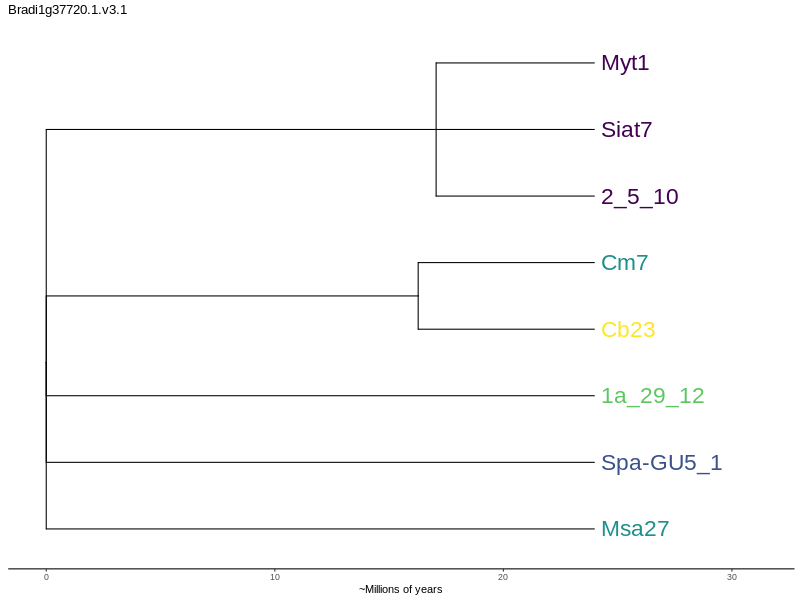 Bradi1g37720.1.v3.1
Myt1
Siat7
2_5_10
Cm7
Cb23
1a_29_12
Spa-GU5_1
Msa27
0 10 20 30
~Millions of years